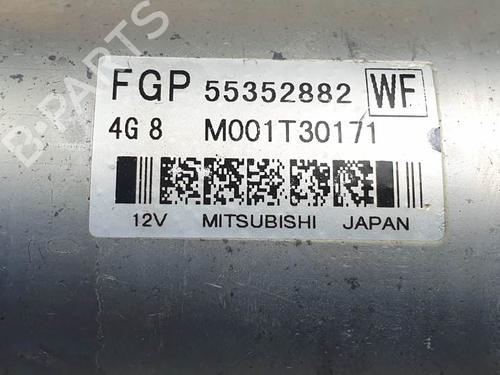 B-PARTS
FGP 55352882 WF
4G 8 M001T30171
12V MITSUBISHI JAPAN